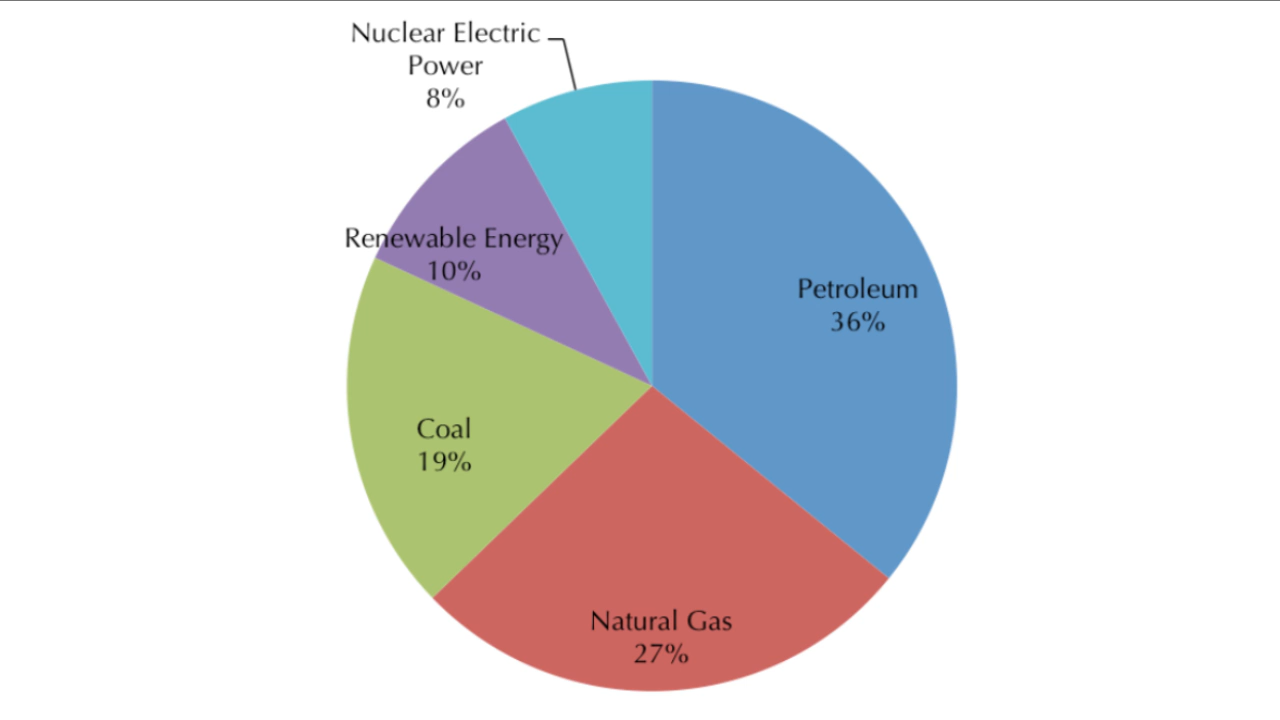 Nuclear Electric
Power
8%
Renewable Energy
10%
Petroleum
36%
Coal
19%
Natural Gas
27%